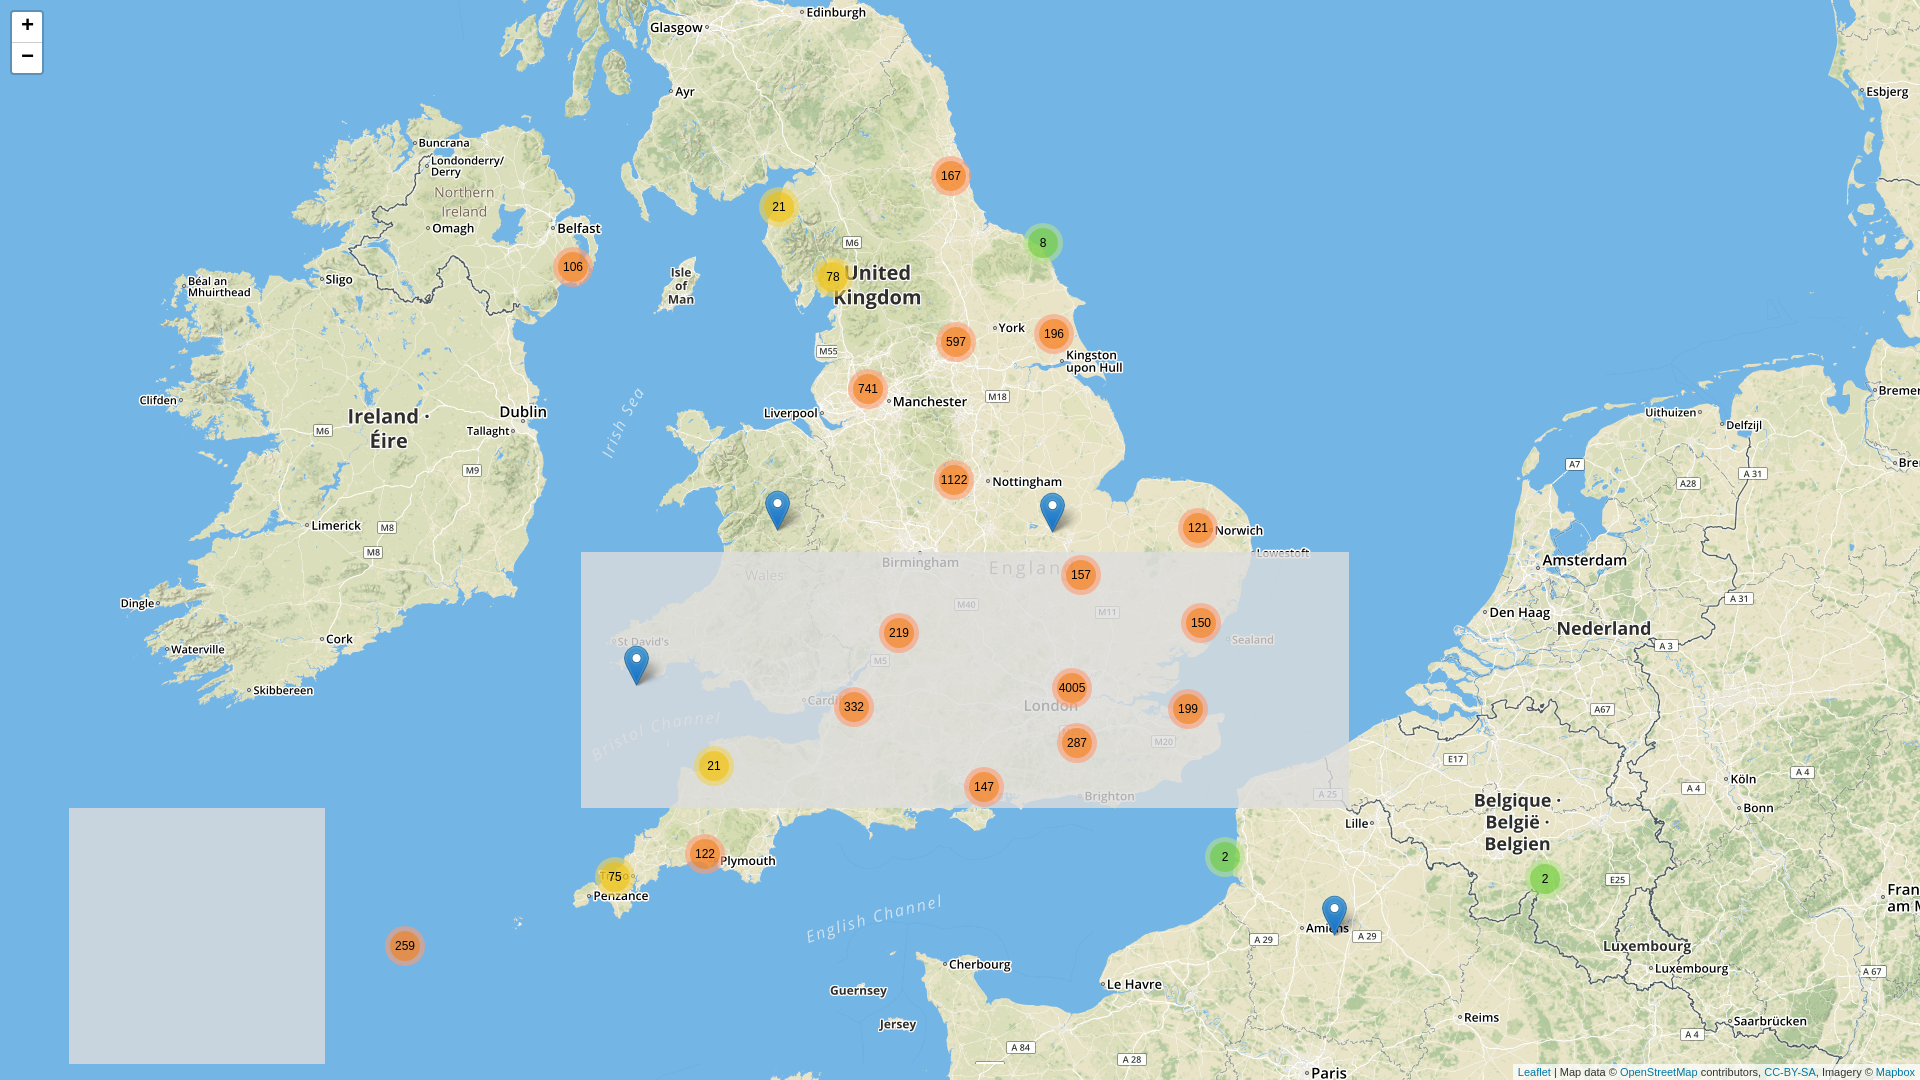 +
−
Edinburgh
Glasgow
Ayr
Esbjerg
Buncrana
Londonderry/
Derry
Northern
Ireland
Omagh
Belfast
167
21
8
M6
106
Isle
of
Man
78
United
Kingdom
Sligo
Béal an
Mhuirthead
York
196
597
M55
Kingston
upon Hull
741
Manchester
M18
Liverpool
Irish Sea
Clifden
Ireland ·
Éire
Dublin
Tallaght
M6
M9
Uithuizen
Delfzijl
Bremer
Bre
A7
A 31
A28
1122
Nottingham
Limerick
M8
M8
121
Norwich
Lowestoft
Birmingham
Wales
Englan
157
Amsterdam
Dingle
M40
M11
A 31
Den Haag
Nederland
219
150
Sealand
St David's
Cork
Waterville
A 3
M5
Skibbereen
4005
Cardif
332
London
199
A67
Bristol Channel
287
M20
E17
21
147
Brighton
A 25
A 4
Köln
A 4
Bonn
Belgique ·
België ·
Belgien
Lille
122
Plymouth
2
75
Penzance
2
E25
Fran
am M
English Channel
Amiens
A 29
A 29
259
Luxembourg
Luxembourg
A 67
Cherbourg
Le Havre
Guernsey
Jersey
Reims
Saarbrücken
A 4
A 84
A 28
Paris
Leaflet | Map data © OpenStreetMap contributors, CC-BY-SA, Imagery © Mapbox